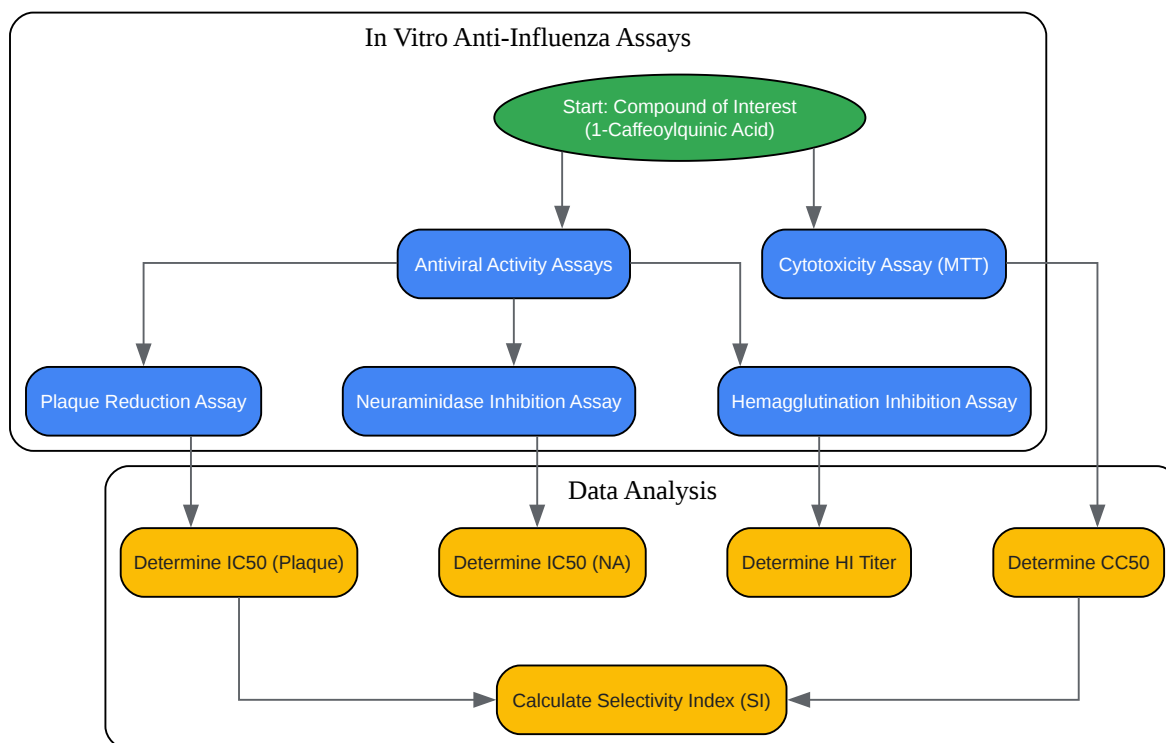 In Vitro Anti-Influenza Assays
Start: Compound of Interest
(1-Caffeoylquinic Acid)
Antiviral Activity Assays
Cytotoxicity Assay (MTT)
Plaque Reduction Assay
Neuraminidase Inhibition Assay
Hemagglutination Inhibition Assay
Data Analysis
Determine IC50 (Plaque)
Determine IC50 (NA)
Determine HI Titer
Determine CC50
Calculate Selectivity Index (SI)